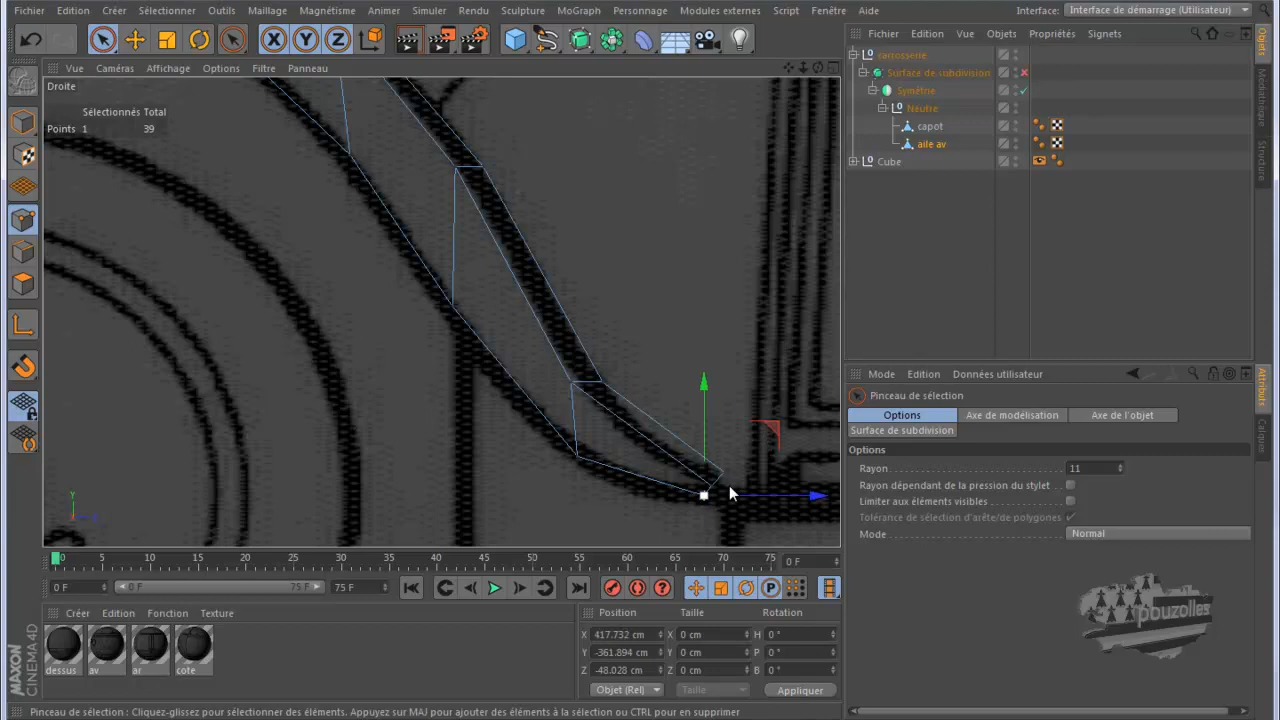 Fichier Edition Créer Sélectionner Outils Maillage Magnétisme Animer Simuler Rendu Sculpture MoGraph Personnage Modules externes Script Fenêtre Aide Interface: Interface de démarrage (Utilisateur)
Fichier Edition Vue Objets Propriétés Signets
Vue Caméras Affichage Options Filtre Panneau
Droite
Sélectionnés Total
Points 1 39
carrosserie
Surface de subdivision
Symétrie
Neutre
capot
aile av
Cube
Objets
Médiathèque
Structure
Mode Edition Données utilisateur
Pinceau de sélection
Options Axe de modélisation Axe de l'objet
Surface de subdivision
Options
Rayon 11
Rayon dépendant de la pression du stylet
Limiter aux éléments visibles
Tolérance de sélection d'arête/de polygones
Mode Normal
Attributs
Calques
Y
0 5 10 15 20 25 30 35 40 45 50 55 60 65 70 75 0 F
0 F 0 F 75 F 75 F
P
Créer Edition Fonction Texture
dessus av ar cote
Position Taille Rotation
X 417.732 cm X 0 cm H 0 °
Y -361.894 cm Y 0 cm P 0 °
Z -48.028 cm Z 0 cm B 0 °
Objet (Rel) Taille Appliquer
MAXON
CINEMA 4D
pouzolles
Pinceau de sélection : Cliquez-glissez pour sélectionner des éléments. Appuyez sur MAJ pour ajouter des éléments à la sélection ou CTRL pour en supprimer